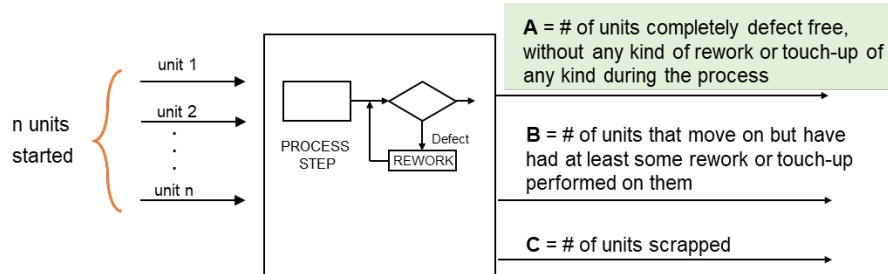 n units
started
unit 1
unit 2
unit n
PROCESS
STEP
Defect
REWORK
A = # of units completely defect free,
without any kind of rework or touch-up of
any kind during the process
B = # of units that move on but have
had at least some rework or touch-up
performed on them
C = # of units scrapped